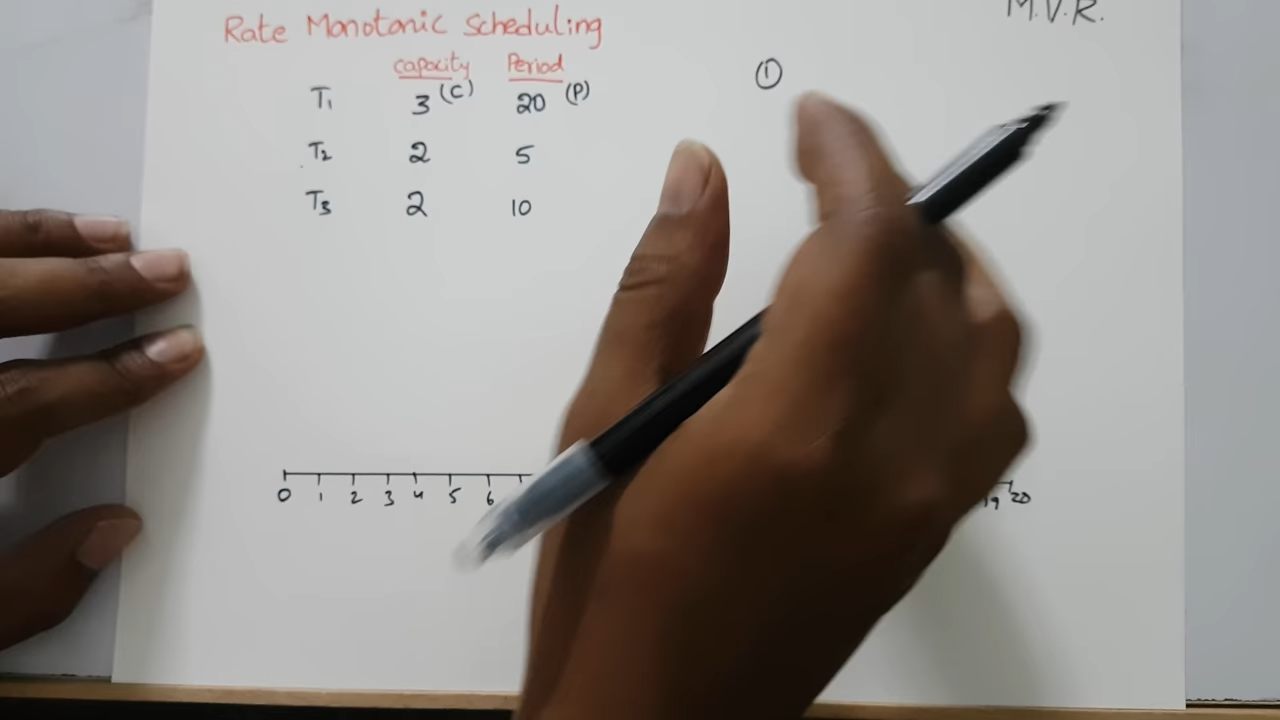 M.V.R.
Rate Monotonic Scheduling
capacity Period
T1 3 (C) 20 (P)
T2 2 5
T3 2 10
①
0 1 2 3 4 5 6 19 20